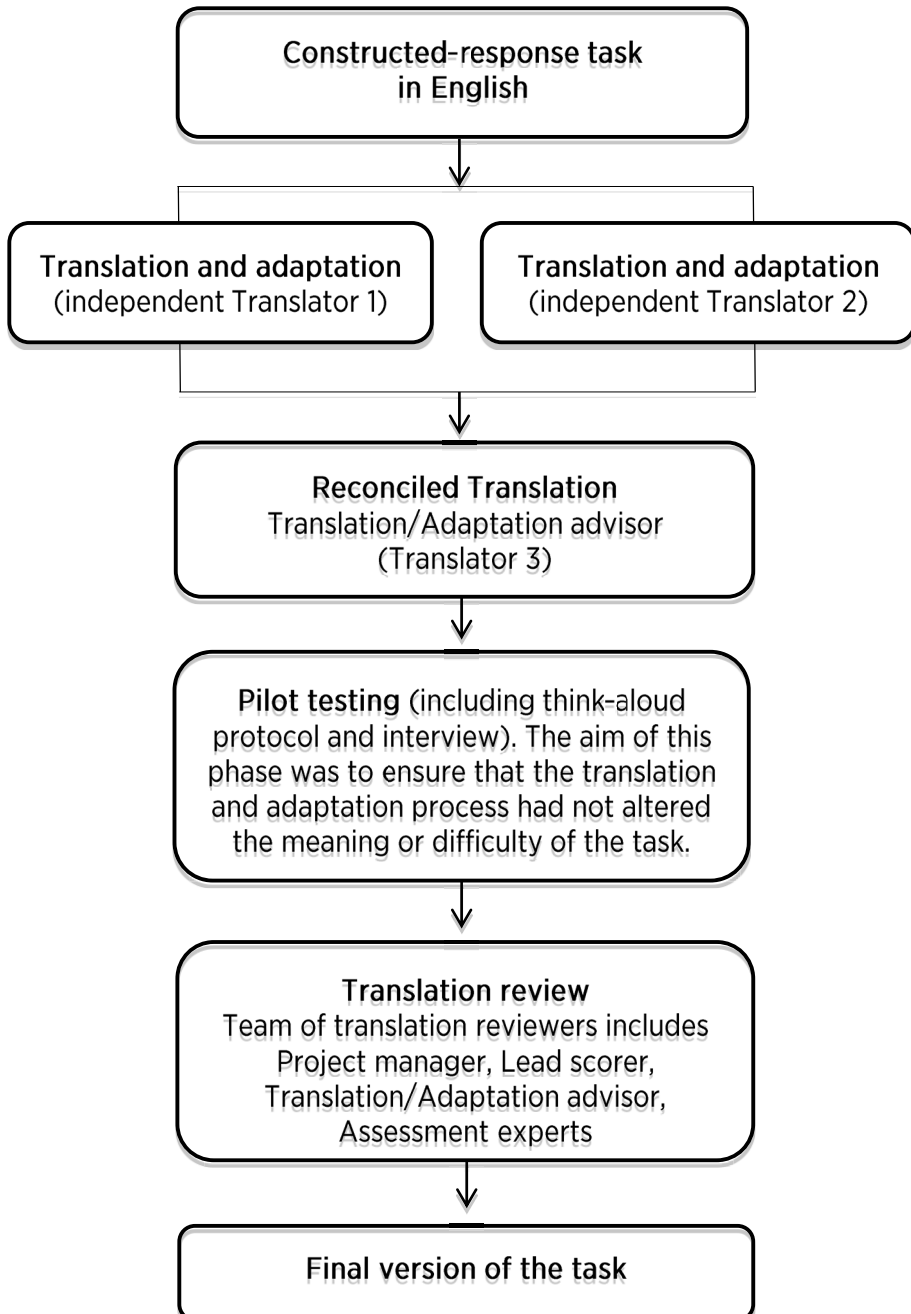 Constructed-response task
in English
Translation and adaptation
(independent Translator 1)
Translation and adaptation
(independent Translator 2)
Reconciled Translation
Translation/Adaptation advisor
(Translator 3)
Pilot testing (including think-aloud
protocol and interview). The aim of this
phase was to ensure that the translation
and adaptation process had not altered
the meaning or difficulty of the task.
Translation review
Team of translation reviewers includes
Project manager, Lead scorer,
Translation/Adaptation advisor,
Assessment experts
Final version of the task